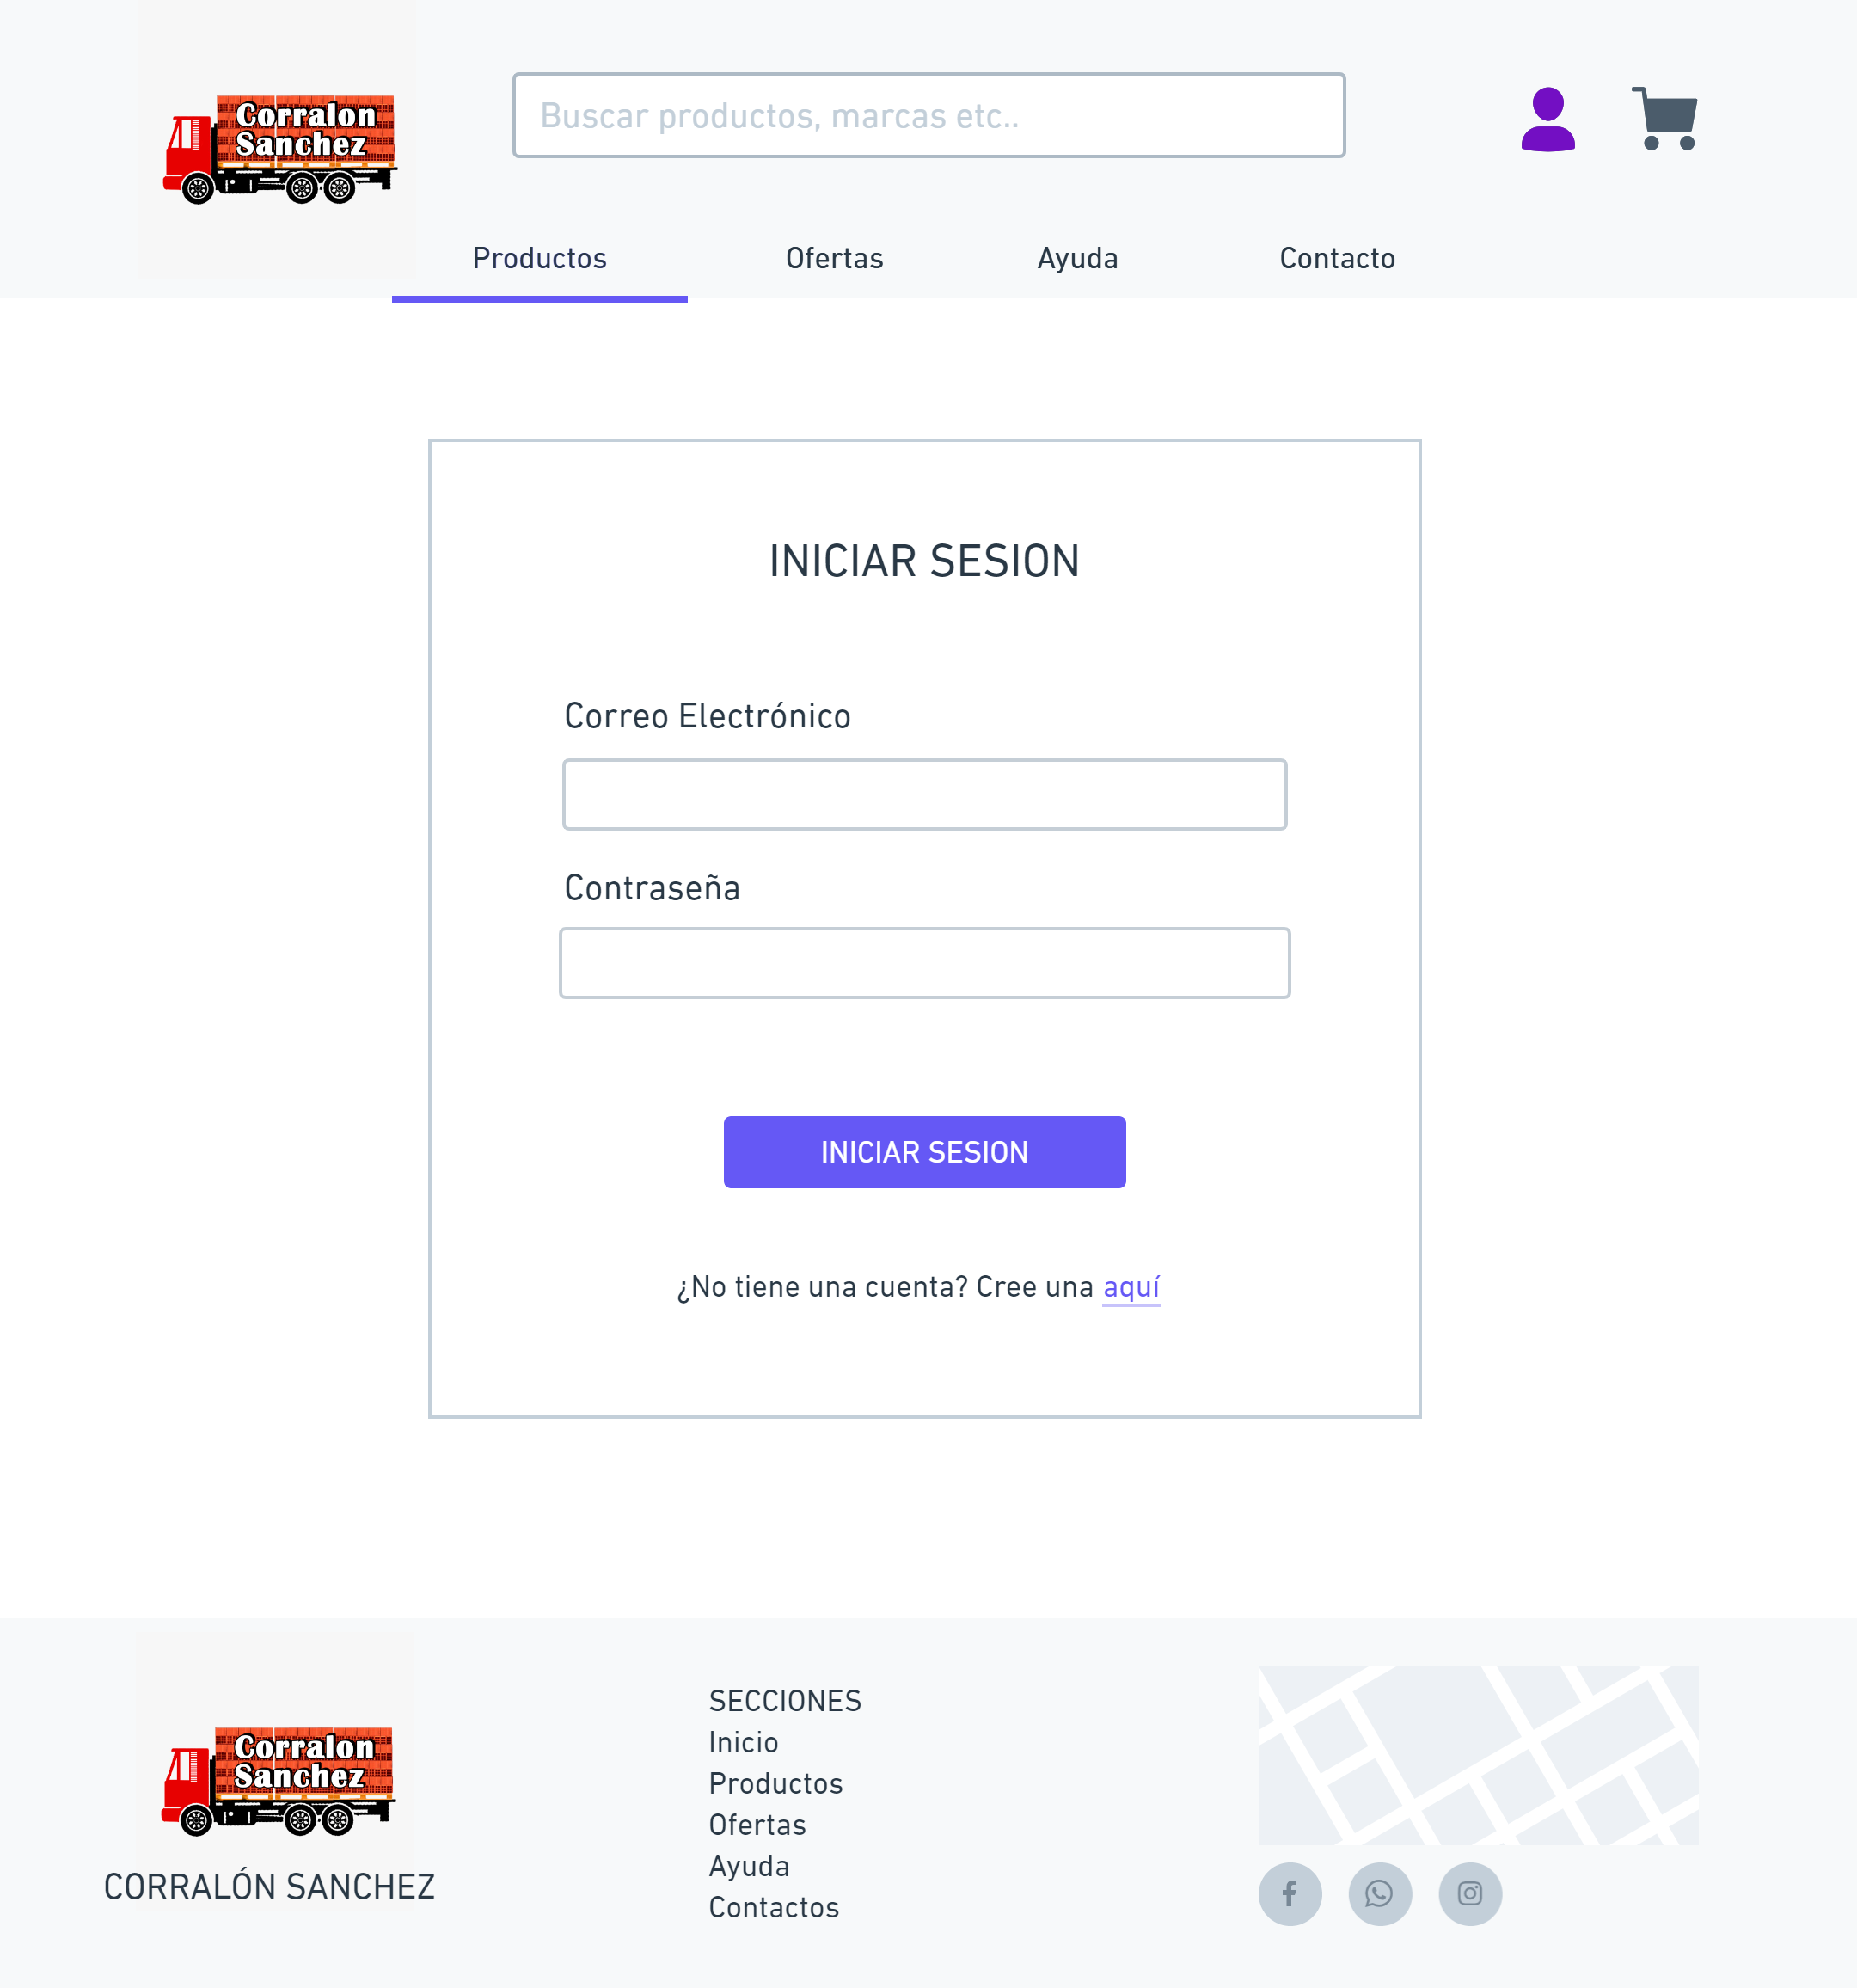 Corralon
Sanchez
Buscar productos, marcas etc..
Productos
Ofertas
Ayuda
Contacto
INICIAR SESION
Correo Electrónico
Contraseña
INICIAR SESION
¿No tiene una cuenta? Cree una aquí
Corralon
Sanchez
CORRALÓN SANCHEZ
SECCIONES
Inicio
Productos
Ofertas
Ayuda
Contactos